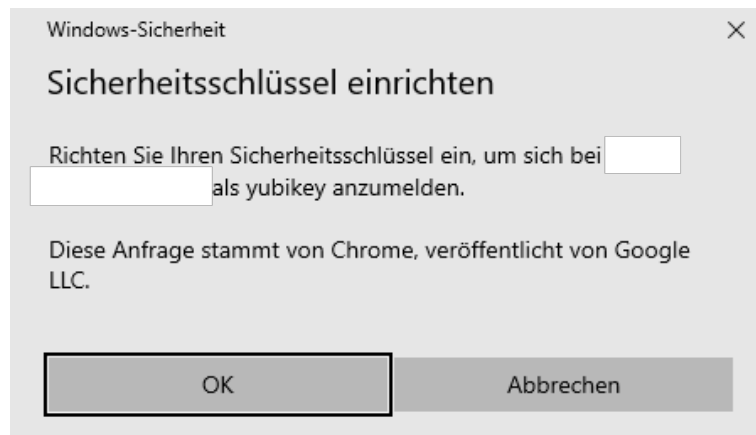 Windows-Sicherheit
Sicherheitsschlüssel einrichten
Richten Sie Ihren Sicherheitsschlüssel ein, um sich bei
als yubikey anzumelden.
Diese Anfrage stammt von Chrome, veröffentlicht von Google
LLC.
OK
Abbrechen